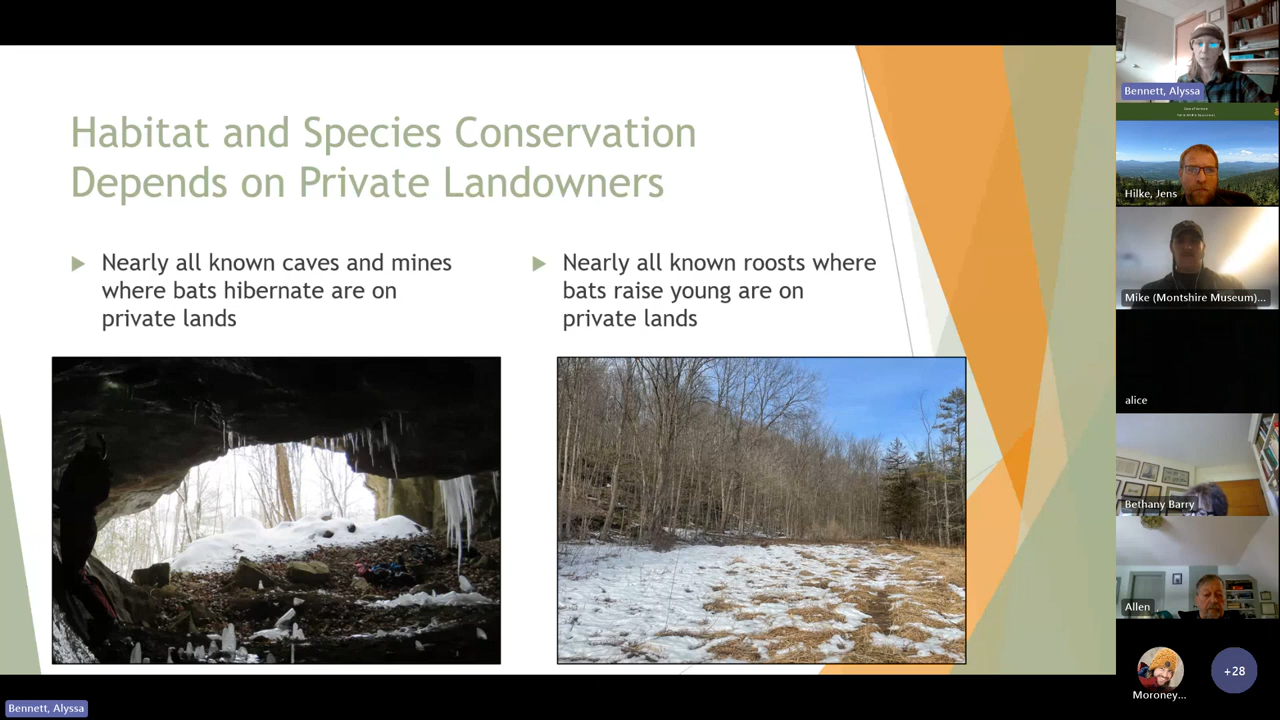 Habitat and Species Conservation
Depends on Private Landowners
Nearly all known caves and mines
where bats hibernate are on
private lands
Nearly all known roosts where
bats raise young are on
private lands
Bennett, Alyssa
Bennett, Alyssa
Hilke, Jens
Mike (Montshire Museum)...
alice
Bethany Barry
Allen
Moroney...
+28